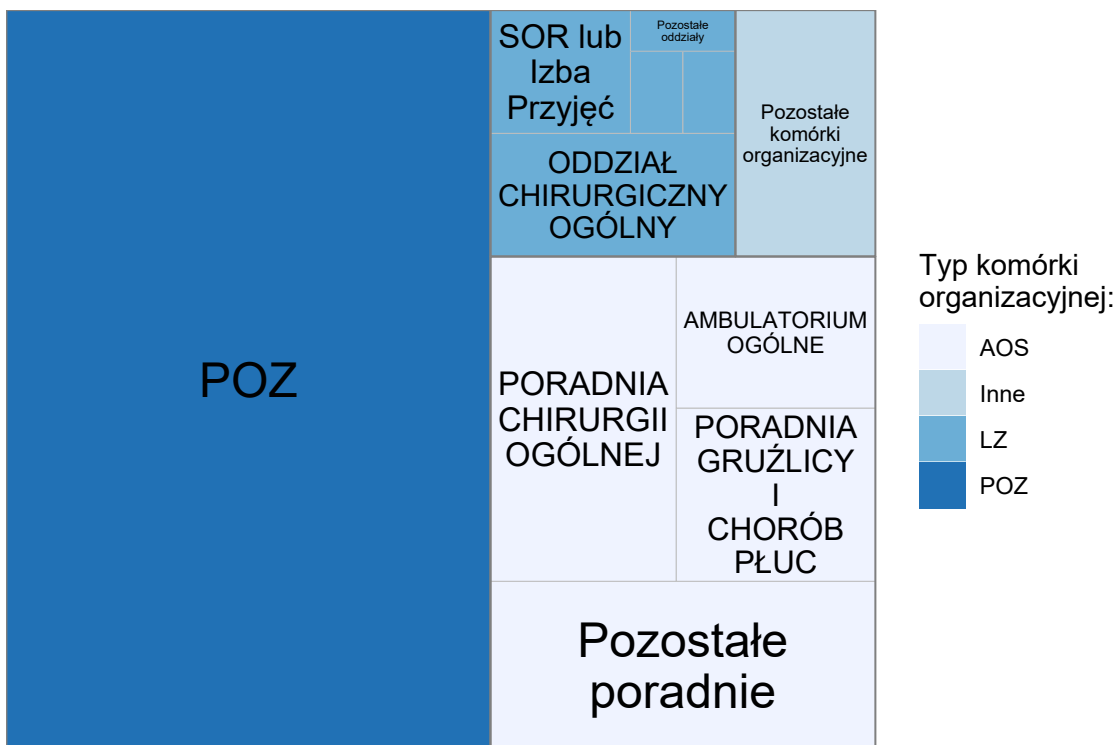 POZ
SOR lub
Izba
Przyjęć
Pozostałe
oddziały
ODDZIAŁ
CHIRURGICZNY
OGÓLNY
Pozostałe
komórki
organizacyjne
PORADNIA
CHIRURGII
OGÓLNEJ
AMBULATORIUM
OGÓLNE
PORADNIA
GRUŹLICY
I
CHORÓB
PŁUC
Pozostałe
poradnie
Typ komórki
organizacyjnej:
AOS
Inne
LZ
POZ